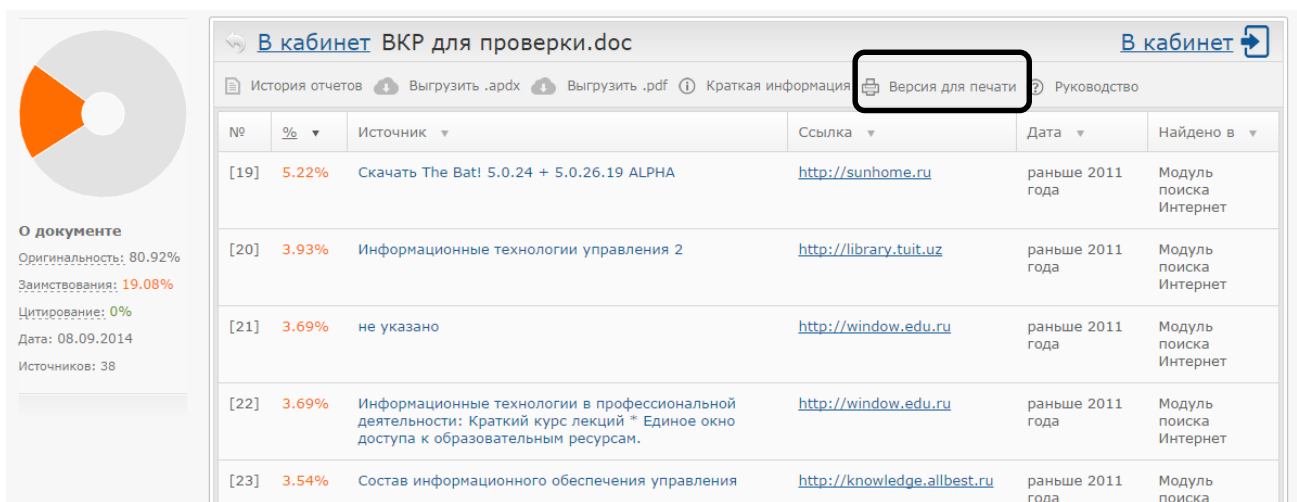 В кабинет ВКР для проверки.doc В кабинет
История отчетов Выгрузить .apdx Выгрузить .pdf Краткая информация Версия для печати Руководство
№ % Источник Ссылка Дата Найдено в
[19] 5.22% Скачать The Bat! 5.0.24 + 5.0.26.19 ALPHA http://sunhome.ru раньше 2011 Модуль
года поиска
Интернет
О документе
Оригинальность: 80.92%
Заимствования: 19.08%
Цитирование: 0%
Дата: 08.09.2014
Источников: 38
[20] 3.93% Информационные технологии управления 2 http://library.tuit.uz раньше 2011 Модуль
года поиска
Интернет
[21] 3.69% не указано http://window.edu.ru раньше 2011 Модуль
года поиска
Интернет
[22] 3.69% Информационные технологии в профессиональной http://window.edu.ru раньше 2011 Модуль
деятельности: Краткий курс лекций * Единое окно года поиска
доступа к образовательным ресурсам. Интернет
[23] 3.54% Состав информационного обеспечения управления http://knowledge.allbest.ru раньше 2011 Модуль
года поиска